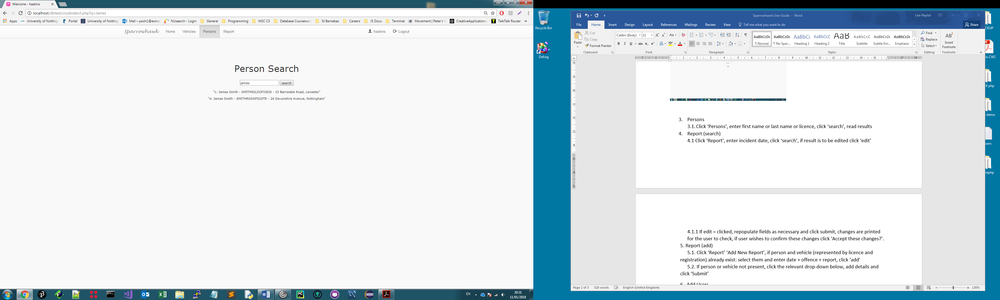 Welcome - haskins
Leo
localhost/dbtest/crudindex3.php?q=James
Apps University of Notting Portal University of Notting Mail – psxln1@exma NUsearch - Login General Programming MSC CS Database Coursework St Barnabas Careers JS Docu Terminal Movement | Peter's CreativeApplications TalkTalk Router »
Sparrowhawk Home Vehicles Persons Report haskins Logout
Person Search
james search
"1: James Smith - SMITH92LDOFJJ829 - 23 Barnsdale Road, Leicester"
"4: James Smith - SMITHR004JFS20TR - 26 Devonshire Avenue, Nottingham"
EN 20:31
11/01/2018
Recycle Bin
Defrag
Sparrowhawk User Guide - Word
Leo Naylor
File Home Insert Design Layout References Mailings Review View Tell me what you want to do Share
Paste
Cut
Copy
Format Painter
Clipboard
Calibri (Body) 11
Font
Paragraph
AaBbCcDc AaBbCcDc AaBbCc AaBbCcD AaB AaBbCcD AaBbCcDc AaBbCcDc
¶ Normal ¶ No Spac... Heading 1 Heading 2 Title Subtitle Subtle Em... Emphasis
Styles
Find
Replace
Select
Editing
AB1
Insert
Footnote
Footnote
3. Persons
3.1. Click ‘Persons’, enter first name or last name or licence, click ‘search’, read results
4. Report (search)
4.1 Click ‘Report’, enter incident date, click ‘search’, if result is to be edited click ‘edit’
4.1.1 If edit = clicked, repopulate fields as necessary and click submit, changes are printed
for the user to check, if user wishes to confirm these changes click ‘Accept these changes?’.
5. Report (add)
5.1. Click ‘Report’ ‘Add New Report’, if person and vehicle (represented by licence and
registration) already exist: select them and enter date + offence + report, click ‘add’
5.2. If person or vehicle not present, click the relevant drop-down below, add details and
click ‘Submit’
6. Add Users
Page 2 of 3 520 words English (United Kingdom) 130%
CKUP
is.CW2
8 php
-demo
oem
rephp